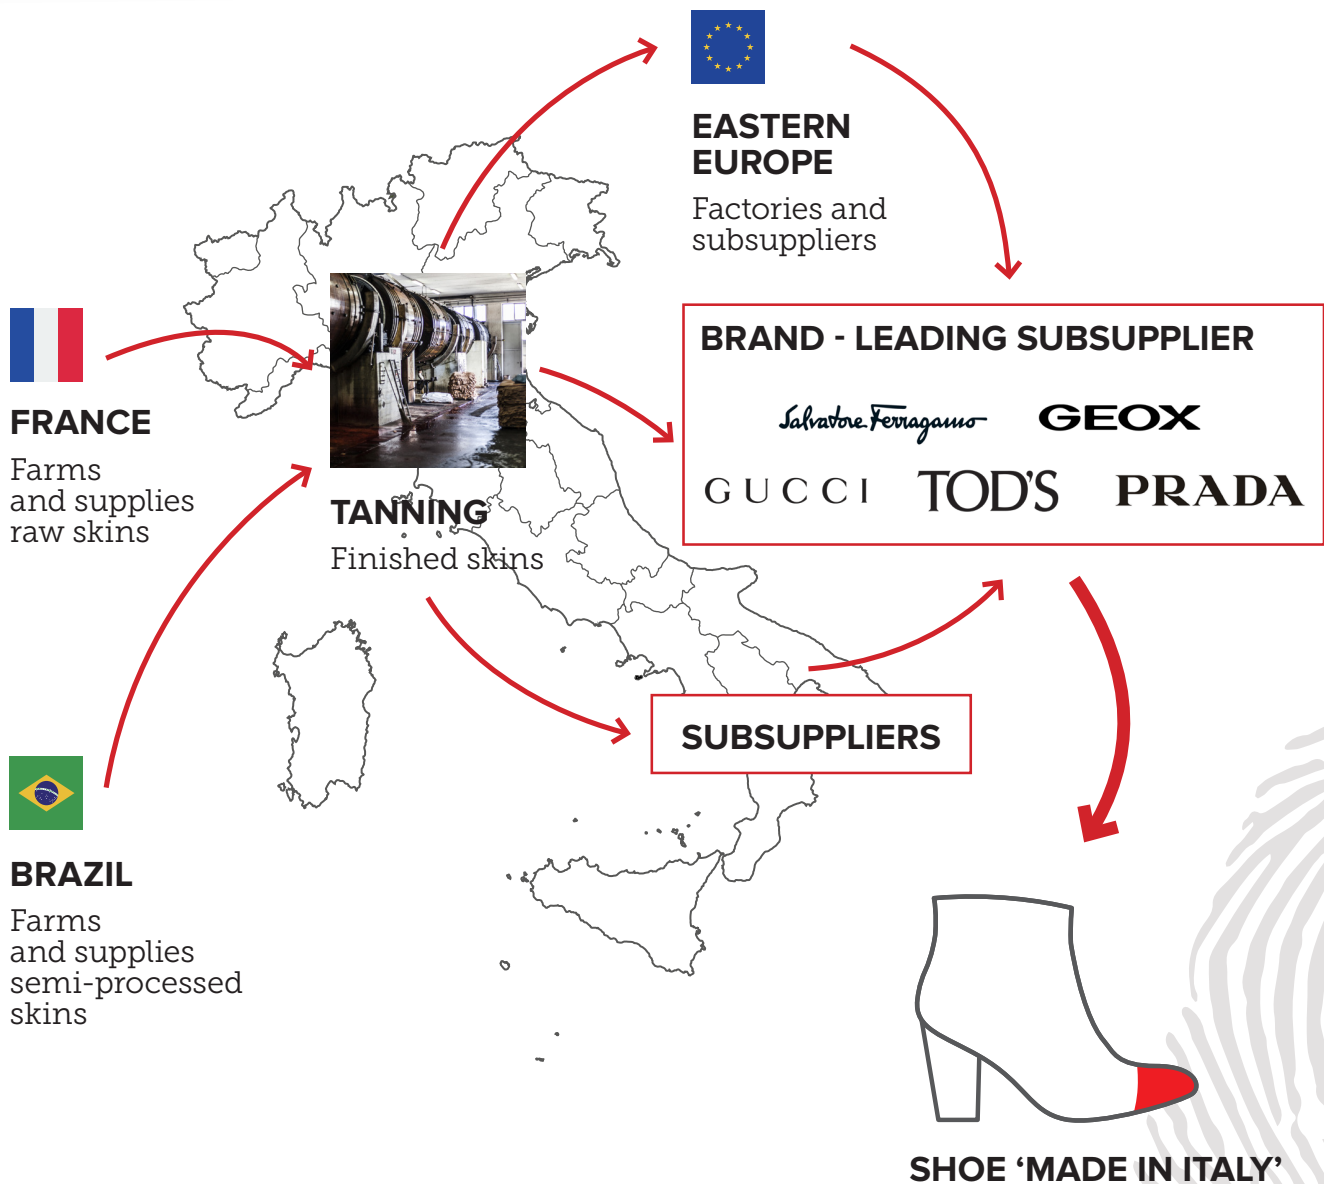 EASTERN
EUROPE
Factories and
subsuppliers
FRANCE
Farms
and supplies
raw skins
TANNING
Finished skins
BRAND - LEADING SUBSUPPLIER
Salvatore Ferragamo
GEOX
GUCCI
TOD'S
PRADA
SUBSUPPLIERS
BRAZIL
Farms
and supplies
semi-processed
skins
SHOE ‘MADE IN ITALY’